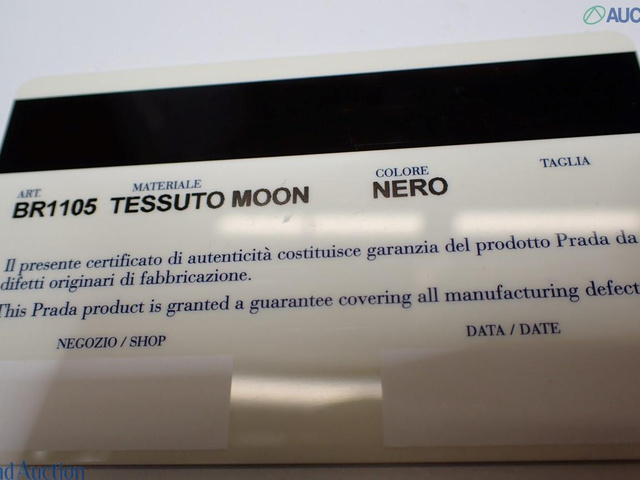 AUC
ART. MATERIALE COLORE TAGLIA
BR1105 TESSUTO MOON NERO
Il presente certificato di autenticità costituisce garanzia del prodotto Prada da
difetti originari di fabbricazione.
This Prada product is granted a guarantee covering all manufacturing defect
NEGOZIO / SHOP DATA / DATE
nd Auction